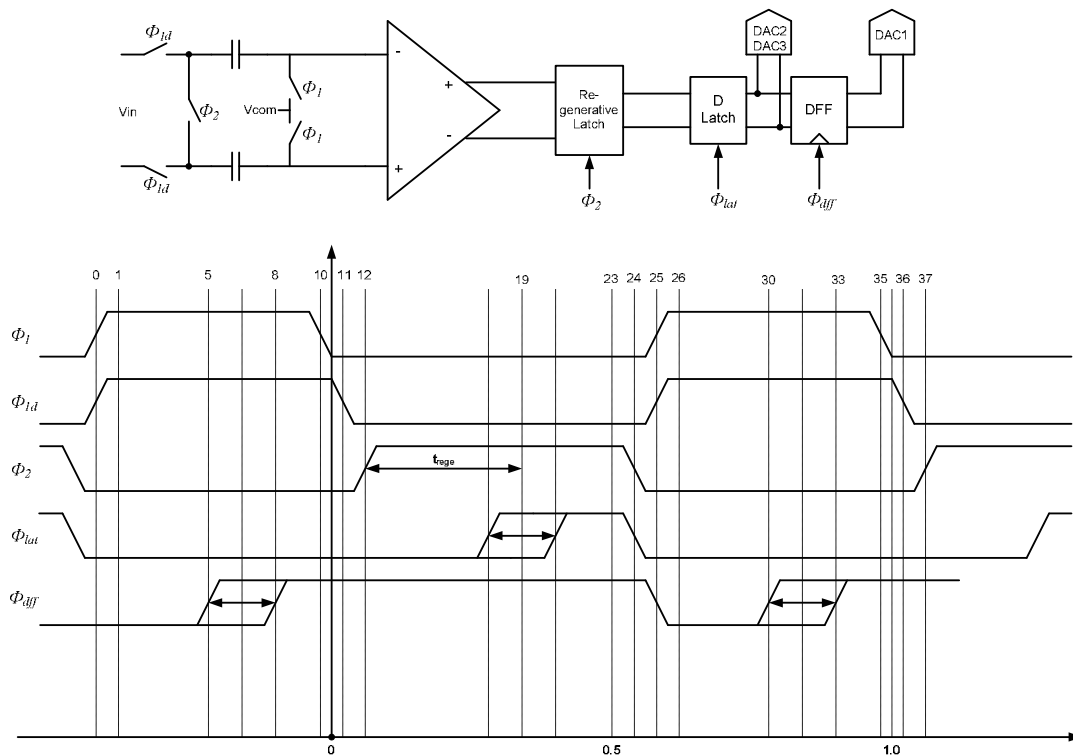 Φ1d
DAC2
DAC3
DAC1
Vin
Φ2
Vcom
Φ1
Φ1
-
+
+
-
Re-
generative
Latch
D
Latch
DFF
Φ1d
Φ2
Φlat
Φdff
0 1 5 8 10 11 12 19 23 24 25 26 30 33 35 36 37
Φ1
Φ1d
Φ2
trege
Φlat
Φdff
0 0.5 1.0